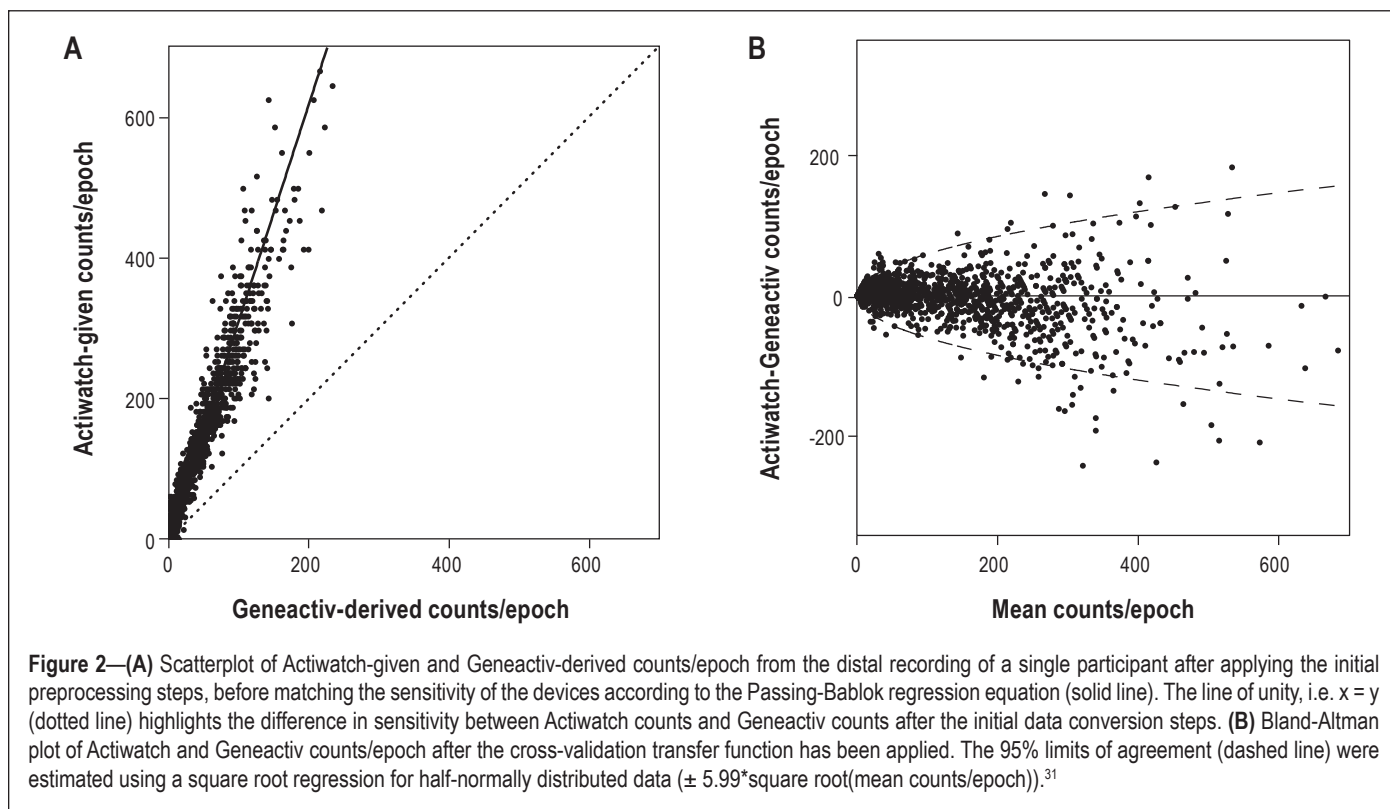 A
B
Actiwatch-given counts/epoch
600
400
200
0
0
200
400
600
Geneactiv-derived counts/epoch
Actiwatch-Geneactiv counts/epoch
200
0
-200
0
200
400
600
Mean counts/epoch
Figure 2—(A) Scatterplot of Actiwatch-given and Geneactiv-derived counts/epoch from the distal recording of a single participant after applying the initial
preprocessing steps, before matching the sensitivity of the devices according to the Passing-Bablok regression equation (solid line). The line of unity, i.e. x = y
(dotted line) highlights the difference in sensitivity between Actiwatch counts and Geneactiv counts after the initial data conversion steps. (B) Bland-Altman
plot of Actiwatch and Geneactiv counts/epoch after the cross-validation transfer function has been applied. The 95% limits of agreement (dashed line) were
estimated using a square root regression for half-normally distributed data (± 5.99*square root(mean counts/epoch)).31